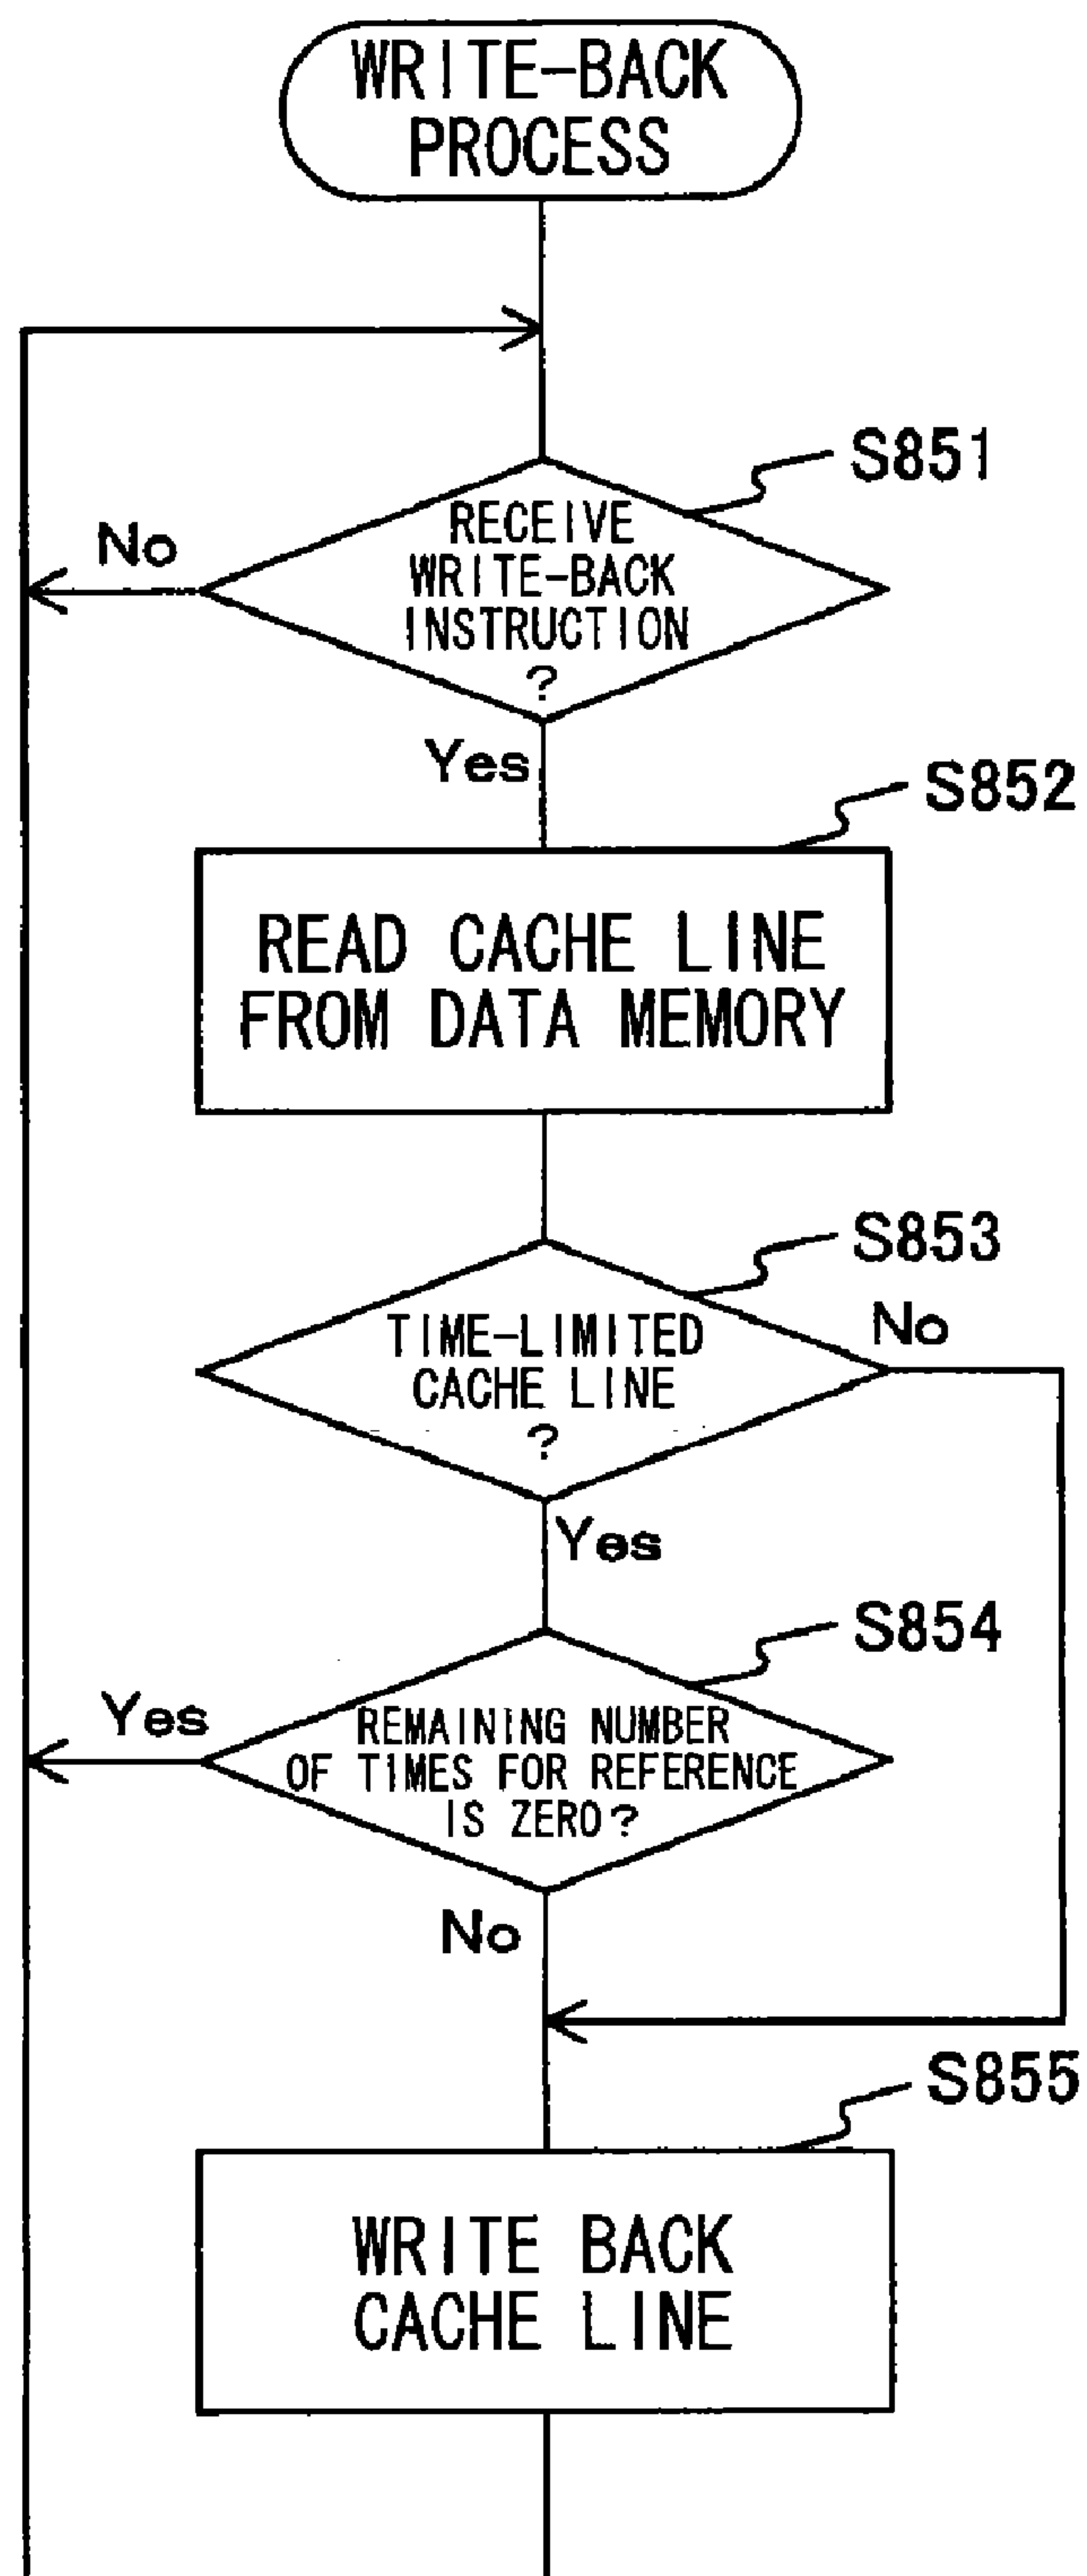 WRITE-BACK
PROCESS
S851
No
RECEIVE
WRITE-BACK
INSTRUCTION
?
Yes
S852
READ CACHE LINE
FROM DATA MEMORY
S853
No
TIME-LIMITED
CACHE LINE
?
Yes
S854
Yes
REMAINING NUMBER
OF TIMES FOR REFERENCE
IS ZERO?
No
S855
WRITE BACK
CACHE LINE